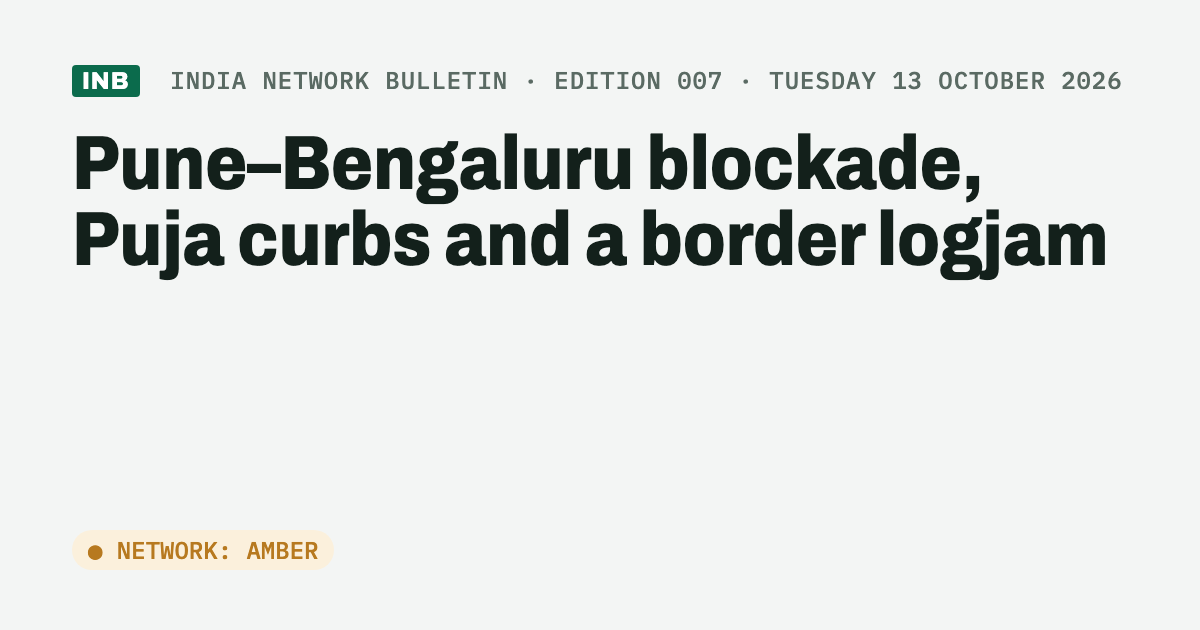 INB INDIA NETWORK BULLETIN · EDITION 007 · TUESDAY 13 OCTOBER 2026
Pune–Bengaluru blockade,
Puja curbs and a border logjam
NETWORK: AMBER